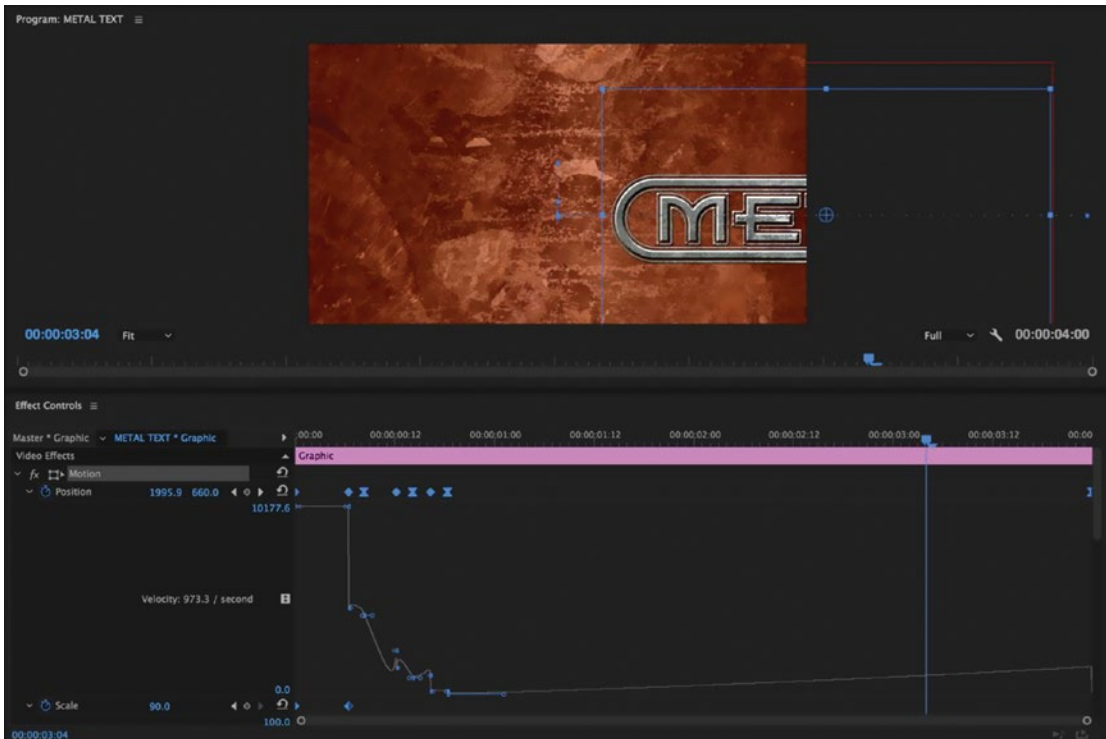 Program: METAL TEXT
ME
00:00:03:04 Fit Full 00:00:04:00
Effect Controls
Master * Graphic METAL TEXT * Graphic :00:00 00:00:00:12 00:00:01:00 00:00:01:12 00:00:02:00 00:00:02:12 00:00:03:00 00:00:03:12 00:00
Video Effects Graphic
fx Motion
Position 1995.9 660.0
10177.6
Velocity: 973.3 / second
0.0
Scale 90.0
100.0
00:00:03:04